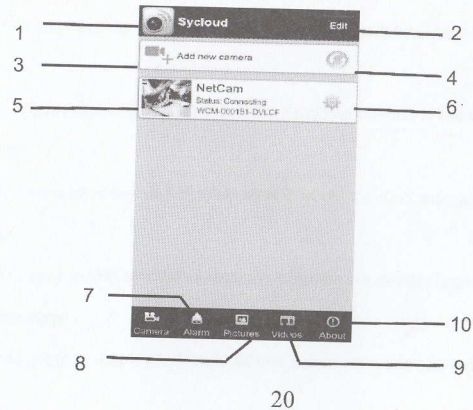 1
Sycloud
Edit
2
3
Add new camera
4
5
NetCam
Status: Connecting
WCM-000151-DVLCF
6
7
Camera Alarm Pictures Videos About
10
8
9
20